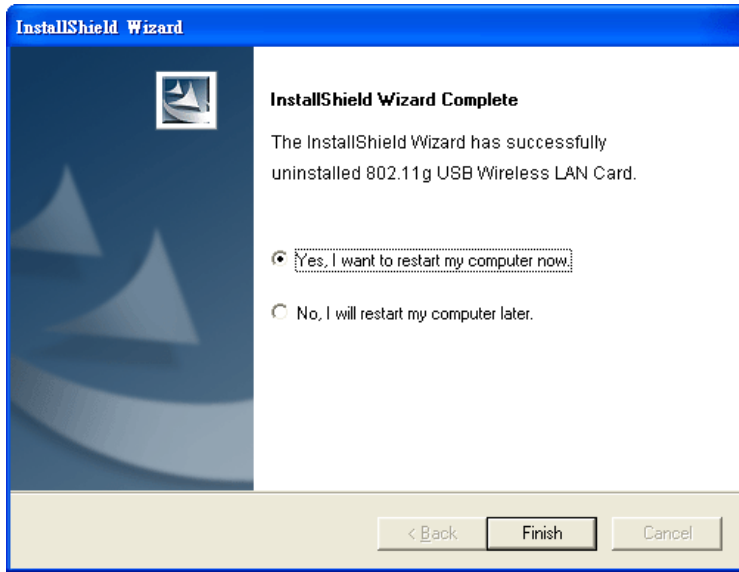 InstallShield Wizard
InstallShield Wizard Complete
The InstallShield Wizard has successfully
uninstalled 802.11g USB Wireless LAN Card.
Yes, I want to restart my computer now.
No, I will restart my computer later.
< Back
Finish
Cancel